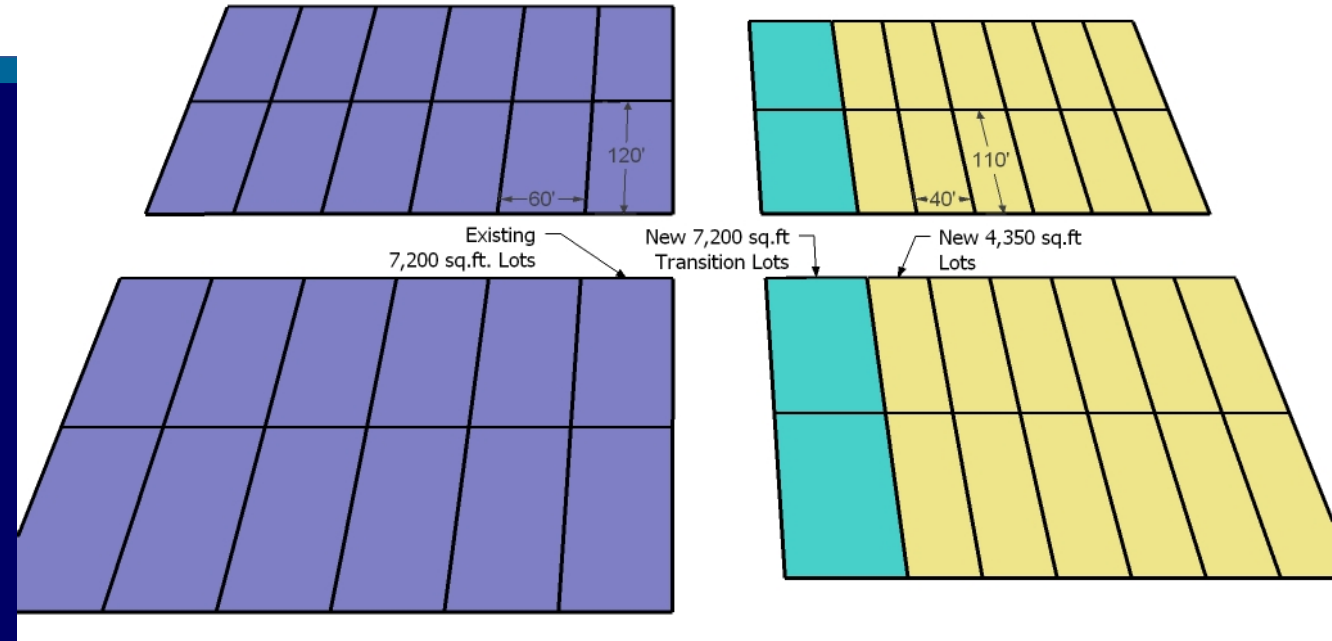 120'
60'
110'
40'
Existing
7,200 sq.ft. Lots
New 7,200 sq.ft
Transition Lots
New 4,350 sq.ft
Lots